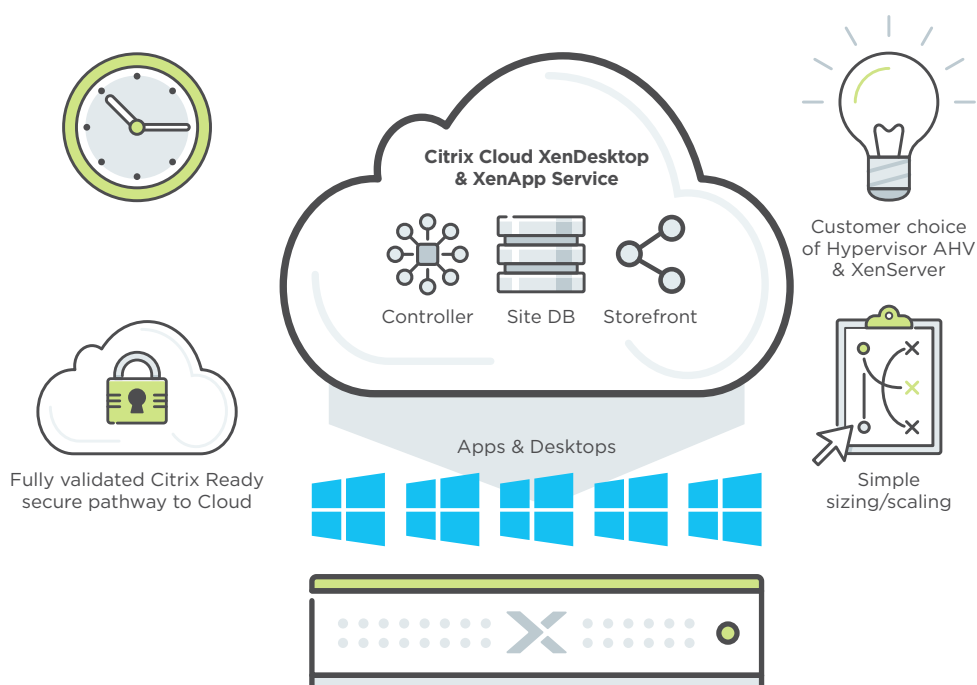 Citrix Cloud XenDesktop
& XenApp Service
Controller
Site DB
Storefront
Customer choice
of Hypervisor AHV
& XenServer
Fully validated Citrix Ready
secure pathway to Cloud
Apps & Desktops
Simple
sizing/scaling